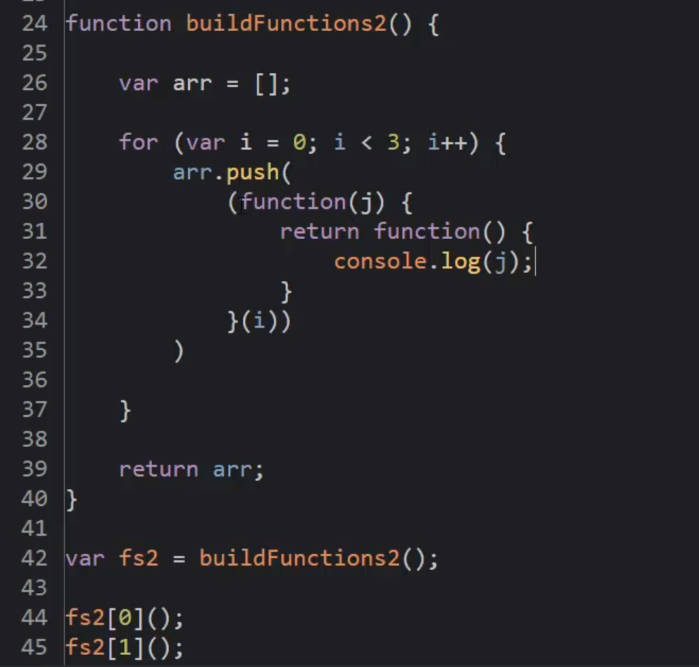 24 function buildFunctions2() {
25
26     var arr = [];
27
28     for (var i = 0; i < 3; i++) {
29         arr.push(
30             (function(j) {
31                 return function() {
32                     console.log(j);
33                 }
34             }(i))
35         )
36
37     }
38
39     return arr;
40 }
41
42 var fs2 = buildFunctions2();
43
44 fs2[0]();
45 fs2[1]();